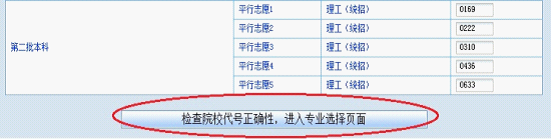 平行志愿1 理工(统招) 0169
平行志愿2 理工(统招) 0222
第二批本科 平行志愿3 理工(统招) 0310
平行志愿4 理工(统招) 0436
平行志愿5 理工(统招) 0633
检查院校代号正确性，进入专业选择页面